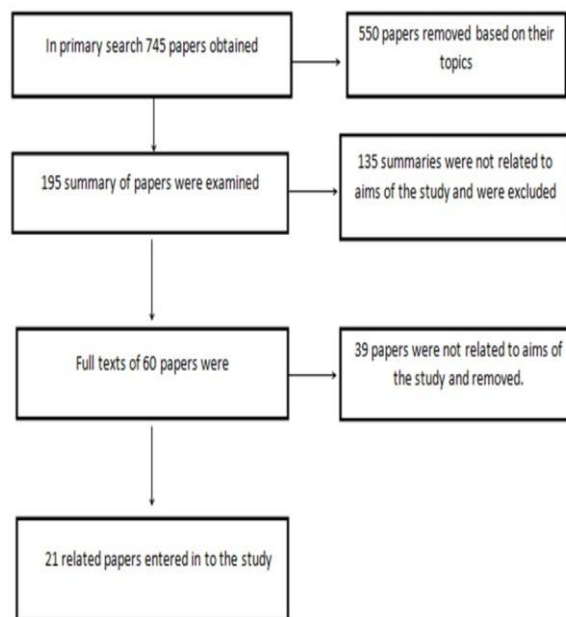 In primary search 745 papers obtained
550 papers removed based on their
topics
195 summary of papers were examined
135 summaries were not related to
aims of the study and were excluded
Full texts of 60 papers were
39 papers were not related to aims of
the study and removed.
21 related papers entered in to the study